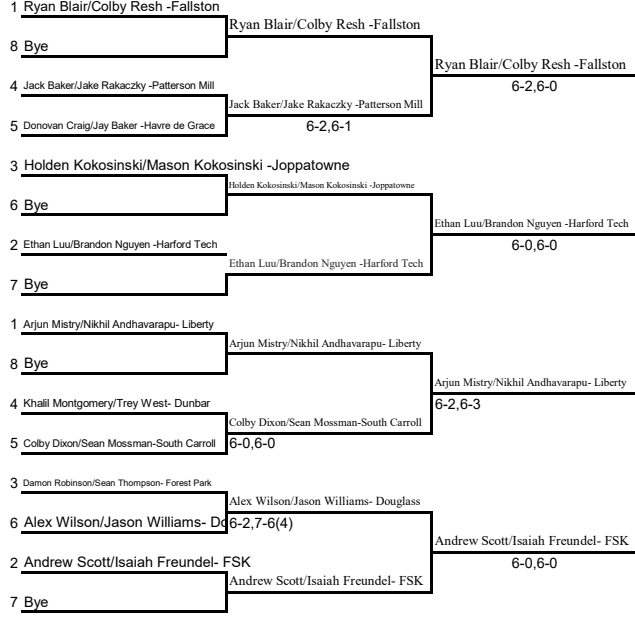 1 Ryan Blair/Colby Resh -Fallston
Ryan Blair/Colby Resh -Fallston
8 Bye
Ryan Blair/Colby Resh -Fallston
6-2,6-0
4 Jack Baker/Jake Rakaczky -Patterson Mill
Jack Baker/Jake Rakaczky -Patterson Mill
5 Donovan Craig/Jay Baker -Havre de Grace
6-2,6-1
3 Holden Kokosinski/Mason Kokosinski -Joppatowne
Holden Kokosinski/Mason Kokosinski -Joppatowne
6 Bye
Ethan Luu/Brandon Nguyen -Harford Tech
6-0,6-0
2 Ethan Luu/Brandon Nguyen -Harford Tech
Ethan Luu/Brandon Nguyen -Harford Tech
7 Bye
1 Arjun Mistry/Nikhil Andhavarapu- Liberty
Arjun Mistry/Nikhil Andhavarapu- Liberty
8 Bye
Arjun Mistry/Nikhil Andhavarapu- Liberty
6-2,6-3
4 Khalil Montgomery/Trey West- Dunbar
Colby Dixon/Sean Mossman-South Carroll
5 Colby Dixon/Sean Mossman-South Carroll
6-0,6-0
3 Damon Robinson/Sean Thompson- Forest Park
Alex Wilson/Jason Williams- Douglass
6 Alex Wilson/Jason Williams- Do
6-2,7-6(4)
Andrew Scott/Isaiah Freundel- FSK
6-0,6-0
2 Andrew Scott/Isaiah Freundel- FSK
Andrew Scott/Isaiah Freundel- FSK
7 Bye